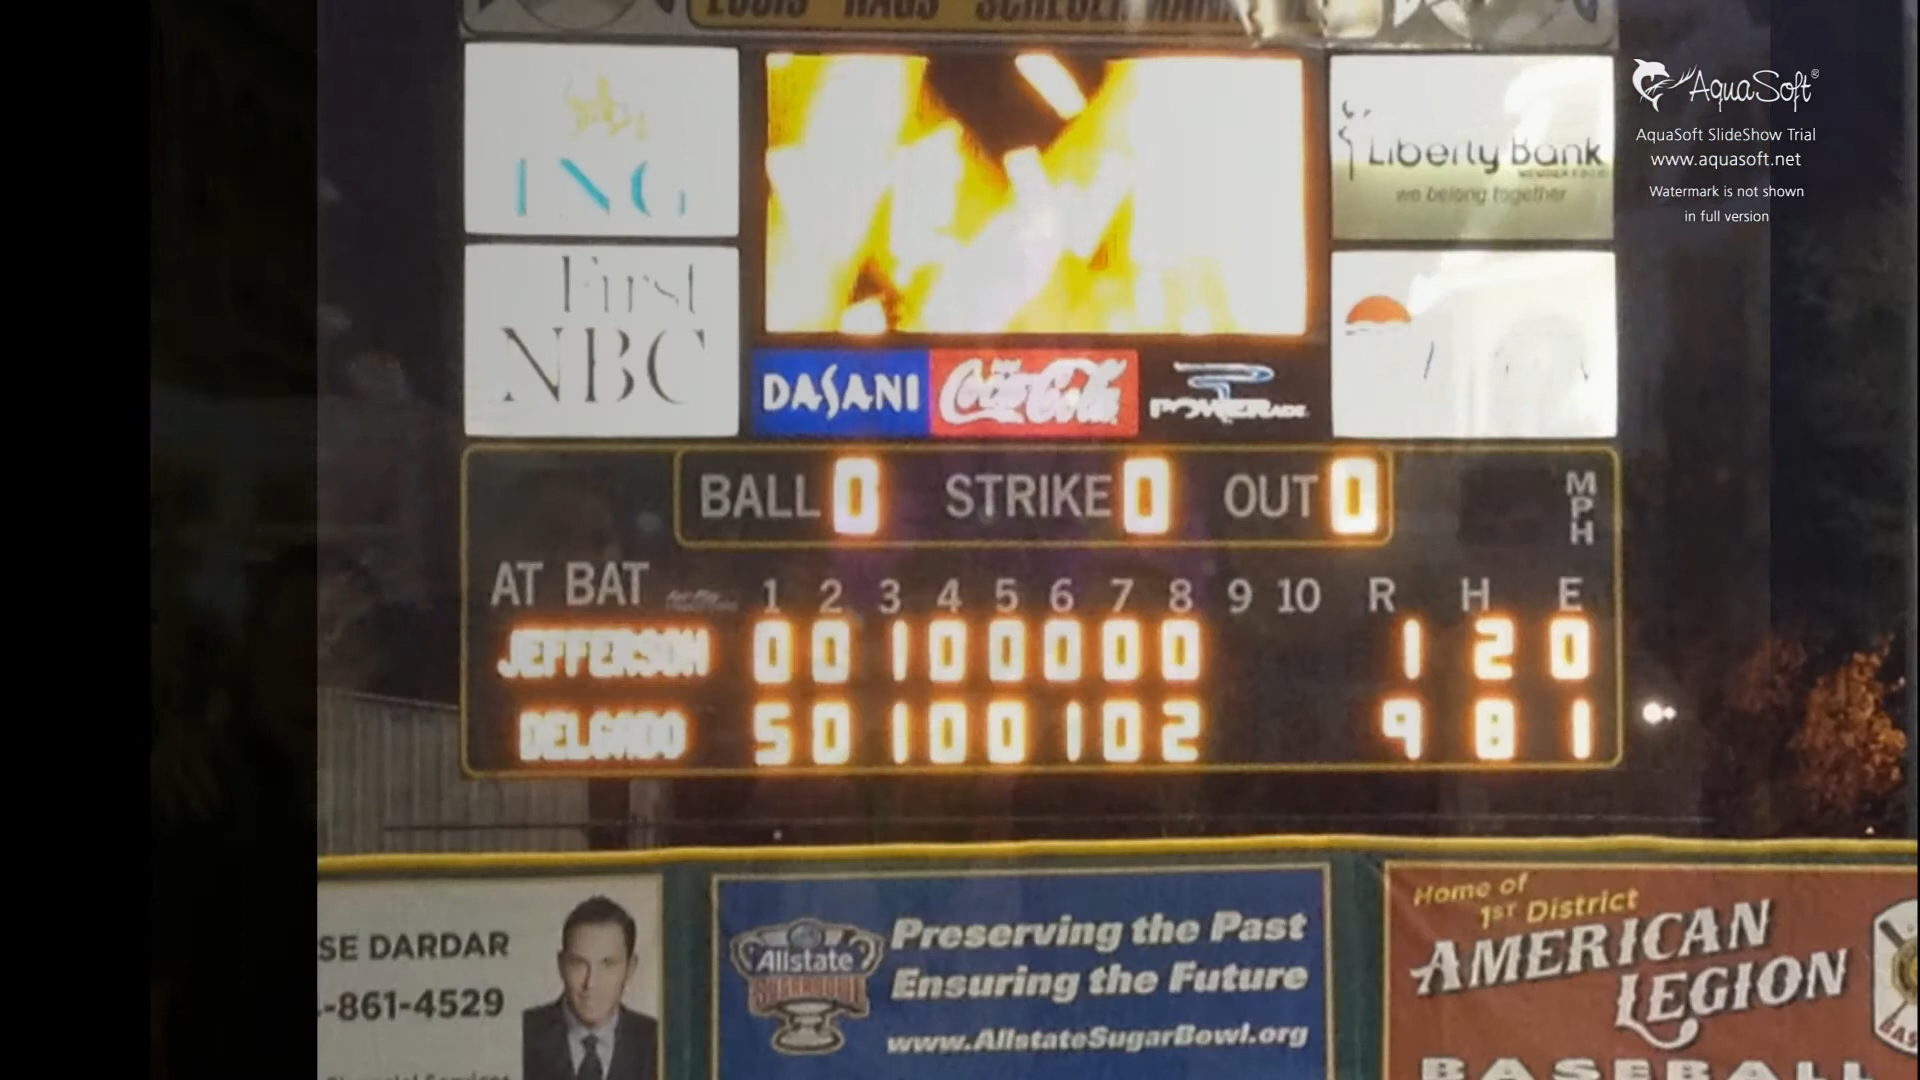 ING
Liberty Bank
we belong together
First
NBC
DASANI
Coca-Cola
POWERADE
BALL 0 STRIKE 0 OUT 0
MPH
AT BAT 1 2 3 4 5 6 7 8 9 10 R H E
JEFFERSON 0 0 1 0 0 0 0 0 1 2 0
DELGADO 5 0 1 0 0 1 0 2 9 8 1
SE DARDAR
-861-4529
Allstate
SUGAR BOWL
Preserving the Past
Ensuring the Future
www.AllstateSugarBowl.org
Home of
1ST District
AMERICAN
LEGION
BASEBALL
AquaSoft®
AquaSoft SlideShow Trial
www.aquasoft.net
Watermark is not shown
in full version